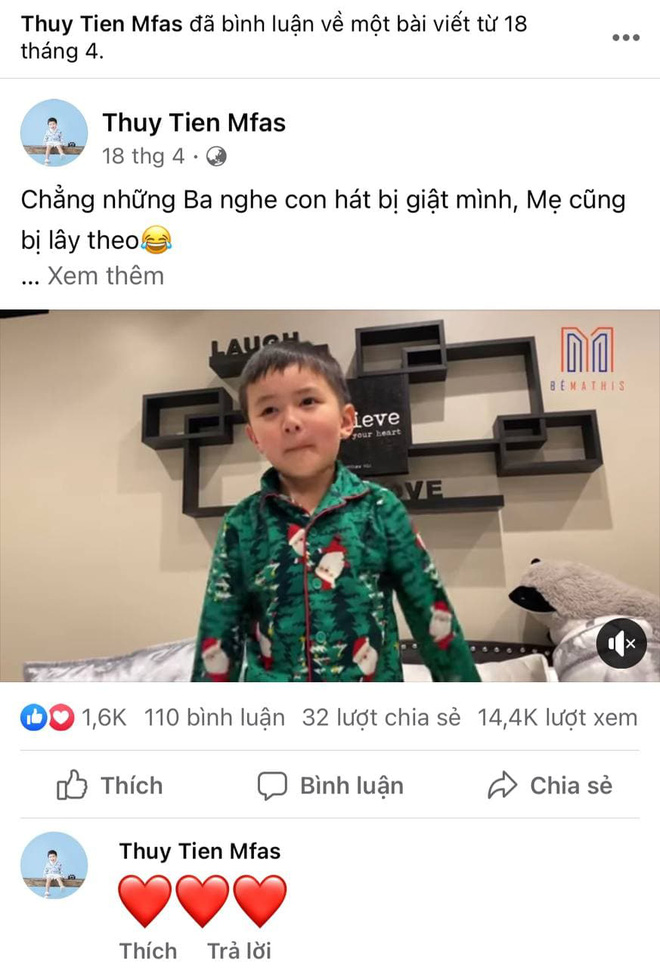 Thuy Tien Mfas đã bình luận về một bài viết từ 18
tháng 4.
Thuy Tien Mfas
18 thg 4 ·
Chẳng những Ba nghe con hát bị giật mình, Mẹ cũng
bị lây theo😂
... Xem thêm
LAUGH
BÉMATHIS
ieve
your heart
OVE
1,6K 110 bình luận 32 lượt chia sẻ 14,4K lượt xem
Thích Bình luận Chia sẻ
Thuy Tien Mfas
❤️❤️❤️
Thích Trả lời